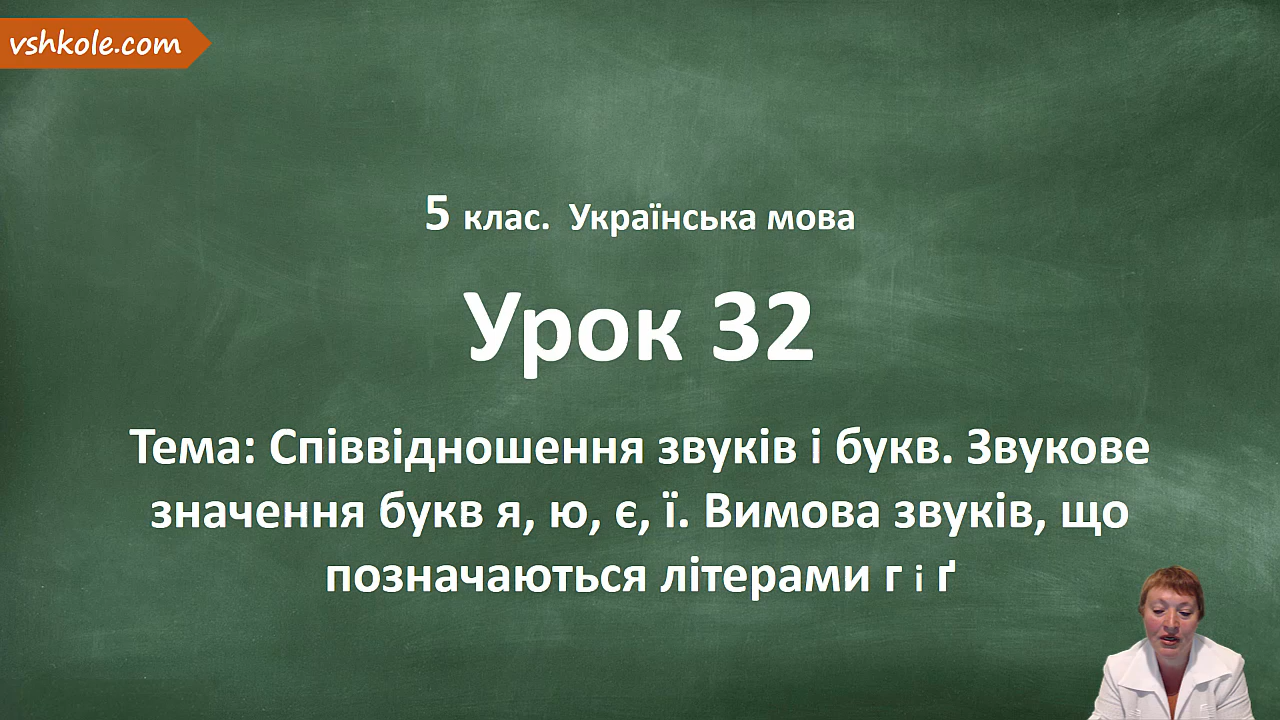 vshkole.com
5 клас. Українська мова
Урок 32
Тема: Співвідношення звуків і букв. Звукове
значення букв я, ю, є, ї. Вимова звуків, що
позначаються літерами г і ґ